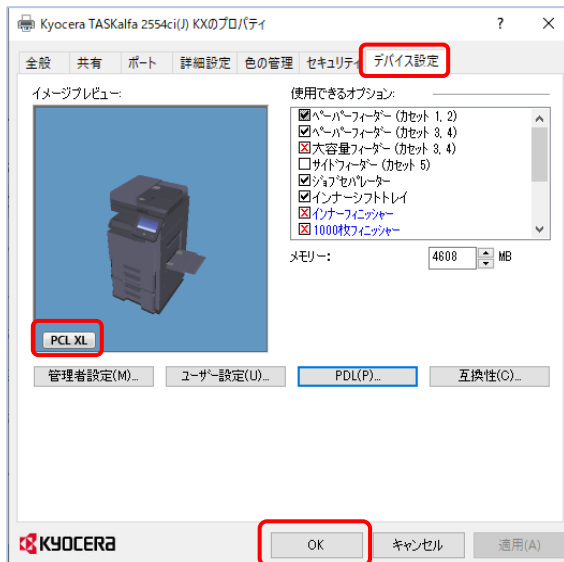 Kyocera TASKalfa 2554ci(J) KXのプロパティ
? ×
全般 共有 ポート 詳細設定 色の管理 セキュリティ デバイス設定
イメージプレビュー:
使用できるオプション:
ペーパーフィーダー (カセット 1, 2)
ペーパーフィーダー (カセット 3, 4)
大容量フィーダー (カセット 3, 4)
サイドフィーダー (カセット 5)
ジョブセパレーター
インナーシフトトレイ
インナーフィニッシャー
1000枚フィニッシャー
メモリー: 4608 MB
PCL XL
管理者設定(M)... ユーザー設定(U)... PDL(P)... 互換性(C)...
KYOCERA OK キャンセル 適用(A)